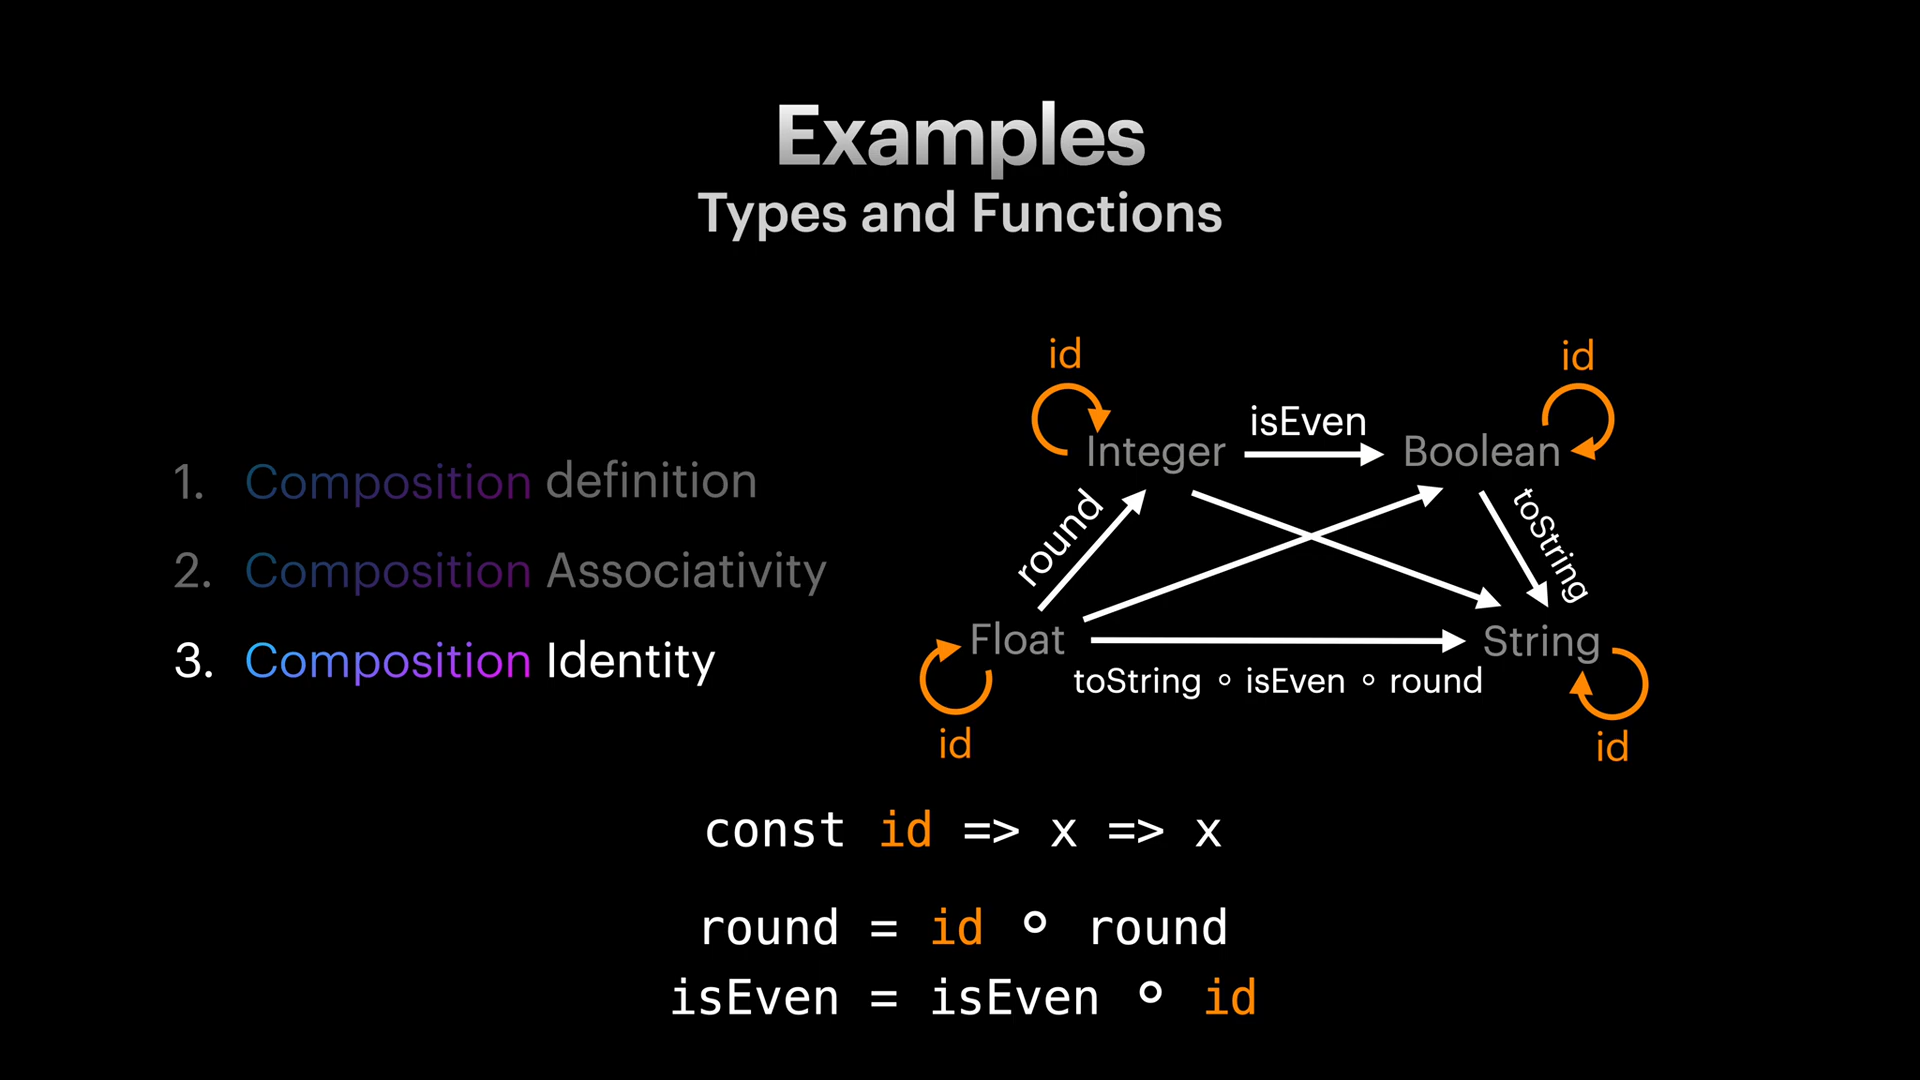 Examples
Types and Functions
1. Composition definition
2. Composition Associativity
3. Composition Identity
id
id
isEven
Integer
Boolean
round
toString
Float
String
toString ∘ isEven ∘ round
id
id
const id => x => x
round = id ∘ round
isEven = isEven ∘ id